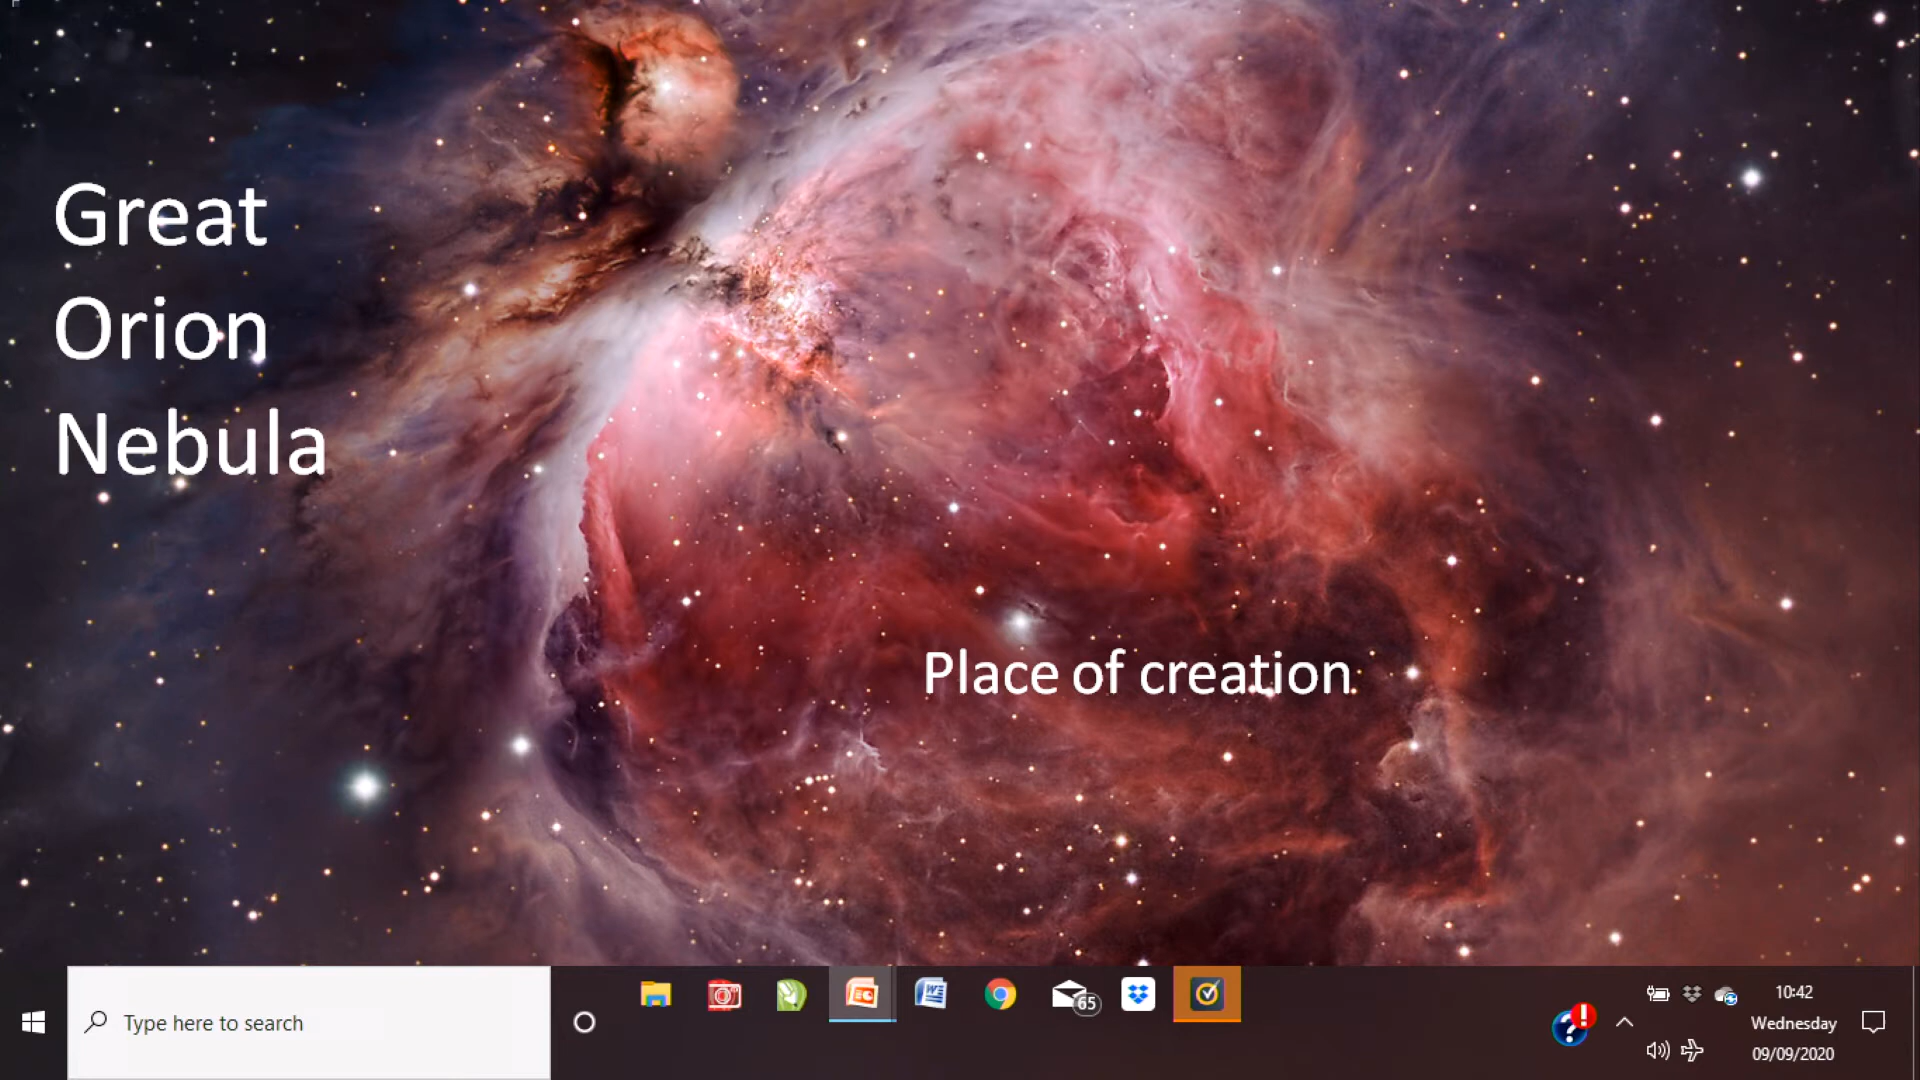 Great
Orion
Nebula
Place of creation
Type here to search
65
10:42
Wednesday
09/09/2020